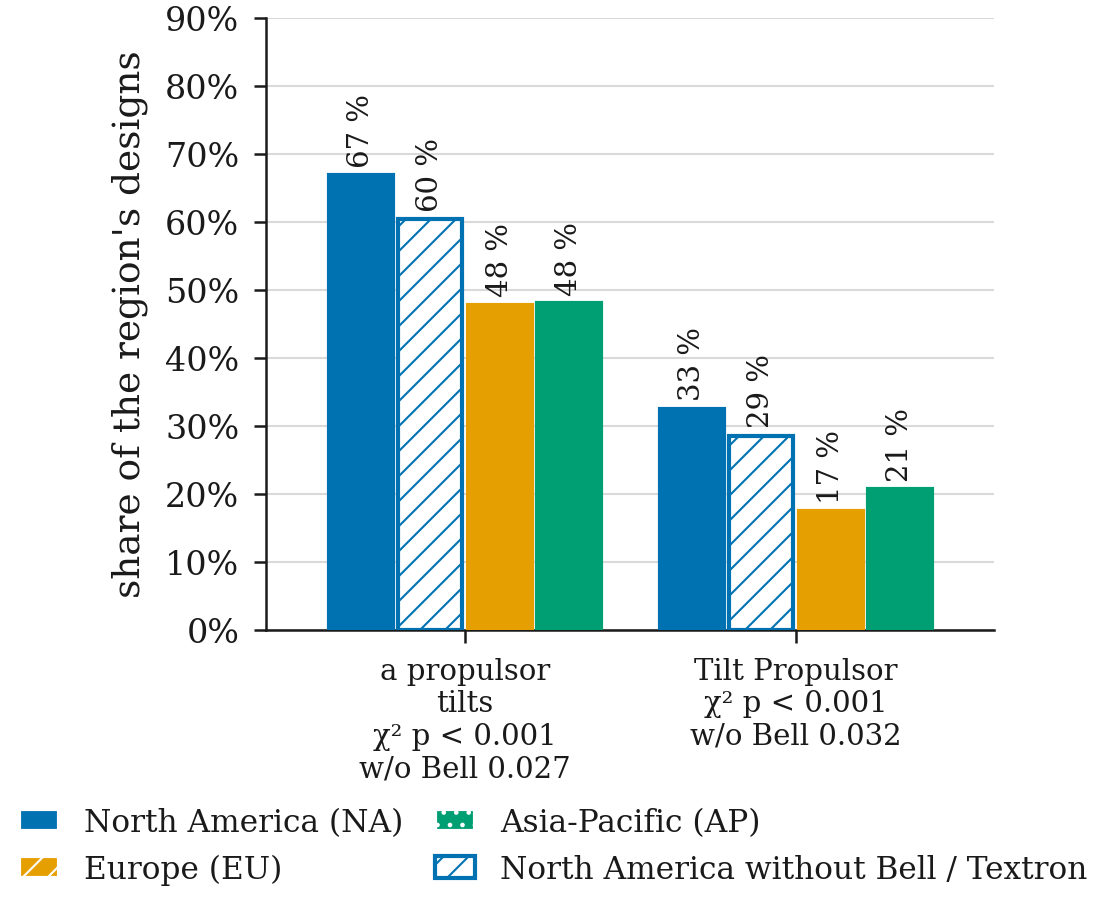 90%
80%
70%
60%
50%
40%
30%
20%
10%
0%
share of the region's designs
67 %
60 %
48 %
48 %
33 %
29 %
17 %
21 %
a propulsor
tilts
χ² p < 0.001
w/o Bell 0.027
Tilt Propulsor
χ² p < 0.001
w/o Bell 0.032
North America (NA)
Europe (EU)
Asia-Pacific (AP)
North America without Bell / Textron